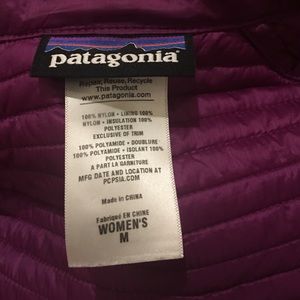 patagonia
Repair, Reuse, Recycle
This Product
www.patagonia.com
100% NYLON • LINING 100%
NYLON • INSULATION 100%
POLYESTER
EXCLUSIVE OF TRIM
100% POLYAMIDE • DOUBLURE
100% POLYAMIDE • ISOLANT 100%
POLYESTER
A PART LA GARNITURE
MFG DATE AND LOCATION AT
PCPSIA.COM
Made in CHINA
Fabriqué EN CHINE
WOMEN'S
M